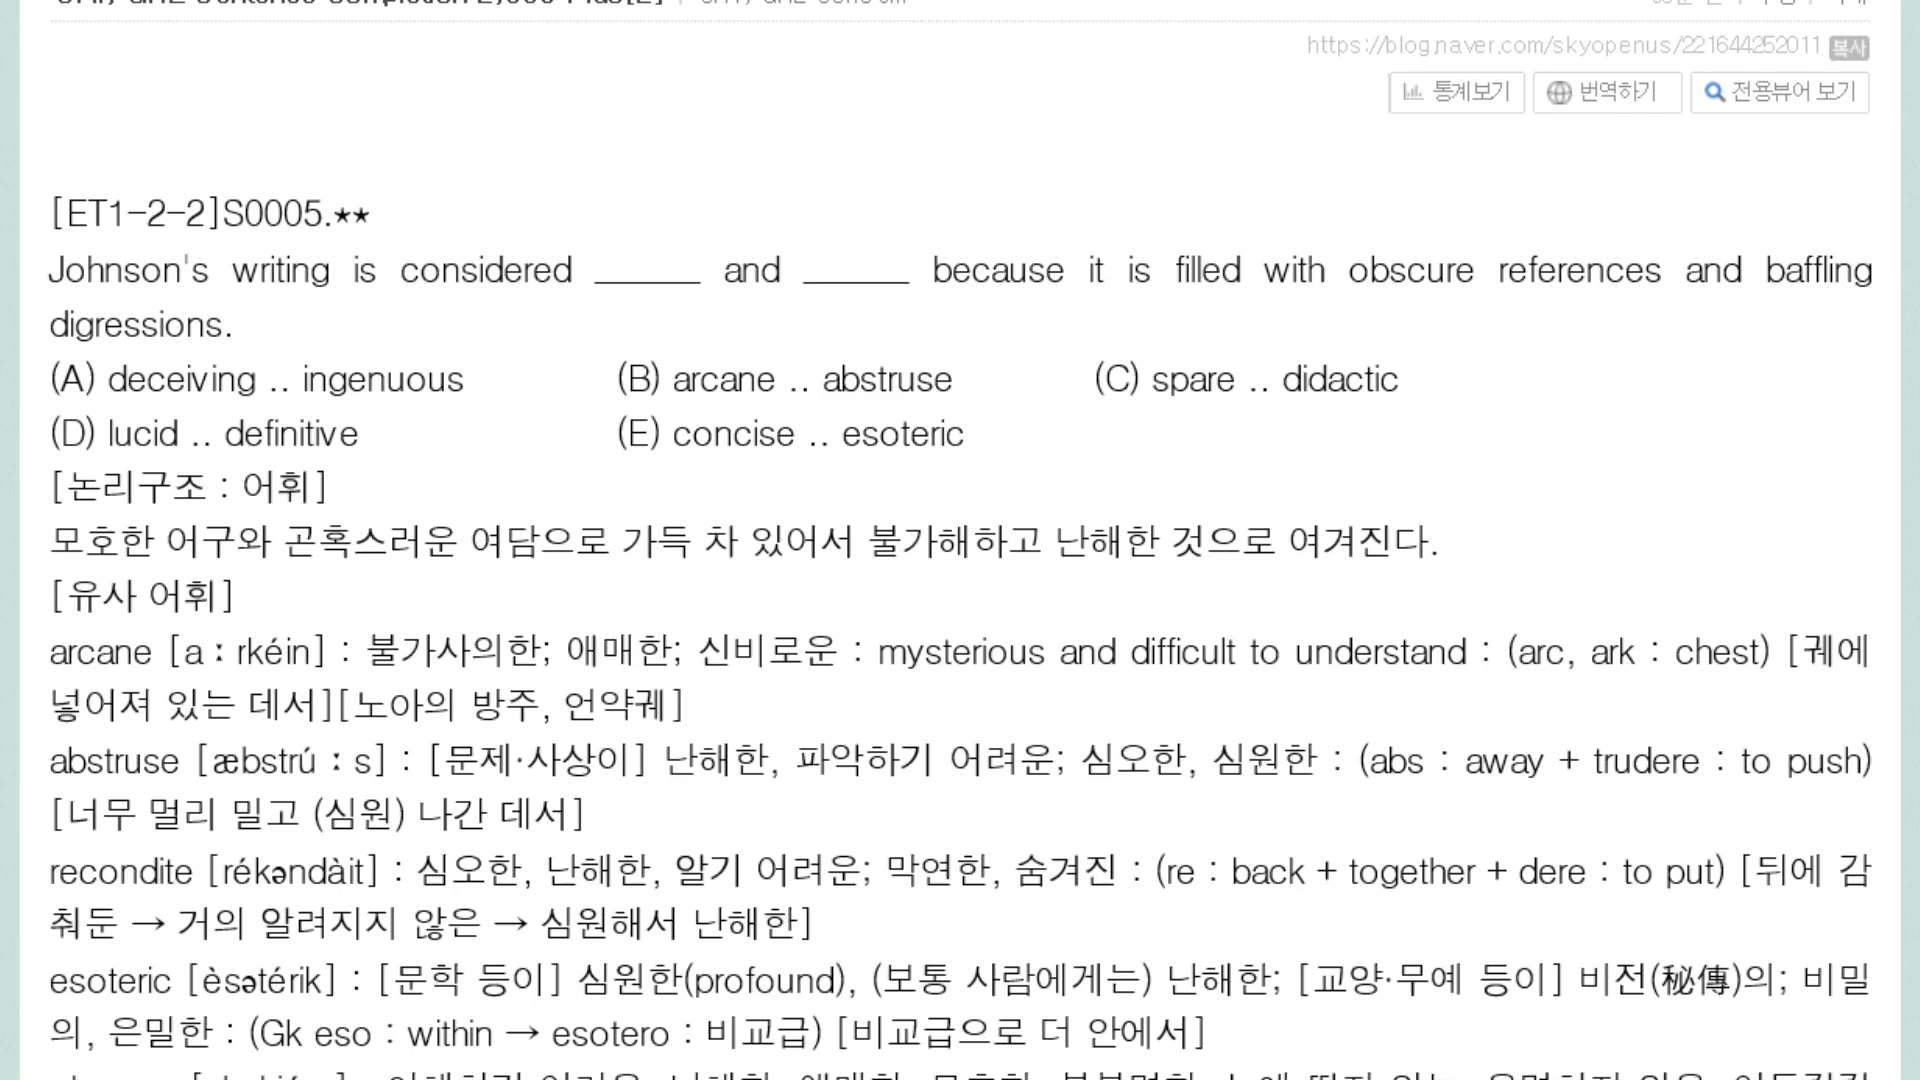 https://blog.naver.com/skyopenus/221644252011 복사
통계보기 번역하기 전용뷰어 보기
[ET1-2-2]S0005.★★
Johnson's writing is considered ______ and ______ because it is filled with obscure references and baffling
digressions.
(A) deceiving .. ingenuous (B) arcane .. abstruse (C) spare .. didactic
(D) lucid .. definitive (E) concise .. esoteric
[논리구조 : 어휘]
모호한 어구와 곤혹스러운 여담으로 가득 차 있어서 불가해하고 난해한 것으로 여겨진다.
[유사 어휘]
arcane [aːrkéin] : 불가사의한; 애매한; 신비로운 : mysterious and difficult to understand : (arc, ark : chest) [궤에
넣어져 있는 데서][노아의 방주, 언약궤]
abstruse [æbstrúːs] : [문제·사상이] 난해한, 파악하기 어려운; 심오한, 심원한 : (abs : away + trudere : to push)
[너무 멀리 밀고 (심원) 나간 데서]
recondite [rékəndàit] : 심오한, 난해한, 알기 어려운; 막연한, 숨겨진 : (re : back + together + dere : to put) [뒤에 감
춰둔 → 거의 알려지지 않은 → 심원해서 난해한]
esoteric [èsətérik] : [문학 등이] 심원한(profound), (보통 사람에게는) 난해한; [교양·무예 등이] 비전(秘傳)의; 비밀
의, 은밀한 : (Gk eso : within → esotero : 비교급) [비교급으로 더 안에서]